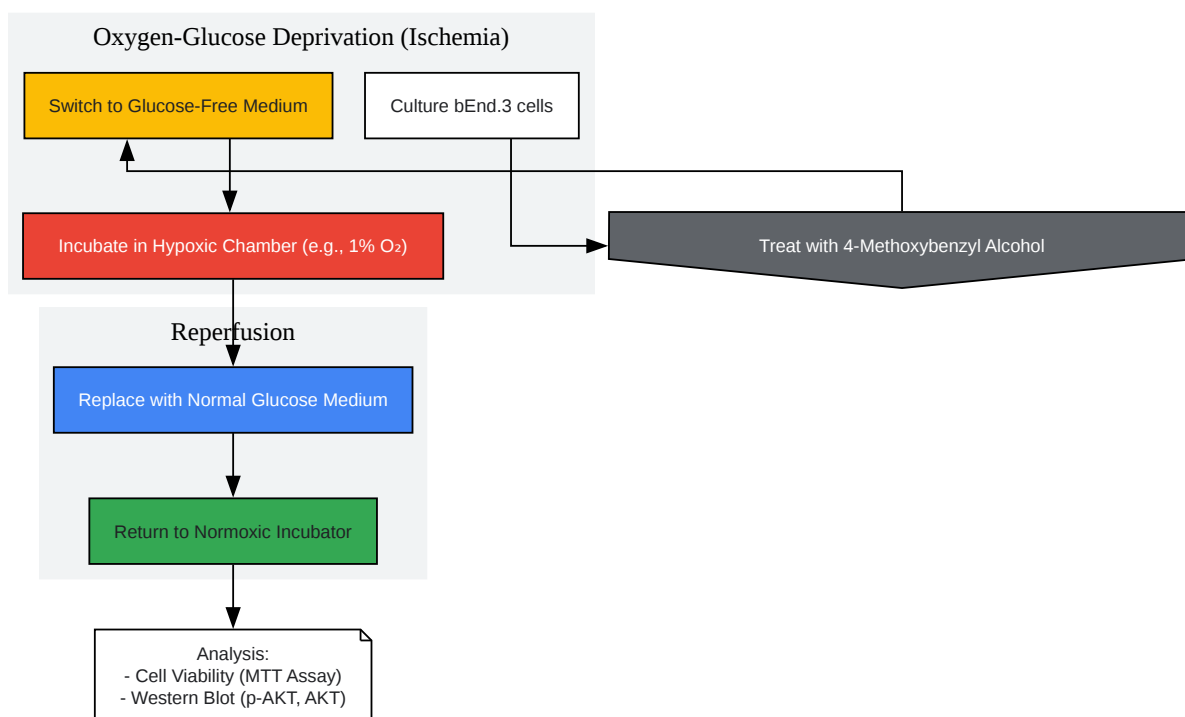 Oxygen-Glucose Deprivation (Ischemia)
Switch to Glucose-Free Medium
Culture bEnd.3 cells
Incubate in Hypoxic Chamber (e.g., 1% O₂)
Treat with 4-Methoxybenzyl Alcohol
Reperfusion
Replace with Normal Glucose Medium
Return to Normoxic Incubator
Analysis:
- Cell Viability (MTT Assay)
- Western Blot (p-AKT, AKT)